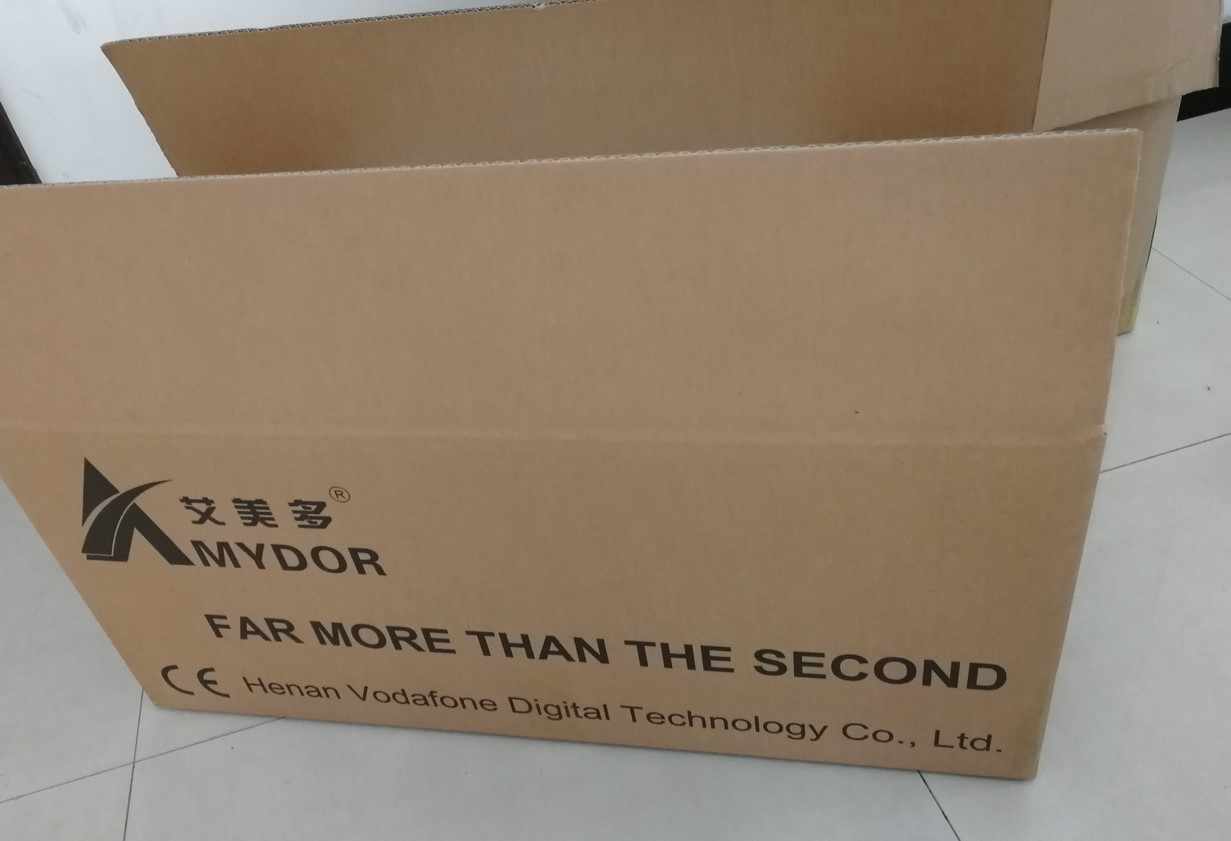 艾美多®
AMYDOR
FAR MORE THAN THE SECOND
CE Henan Vodafone Digital Technology Co., Ltd.